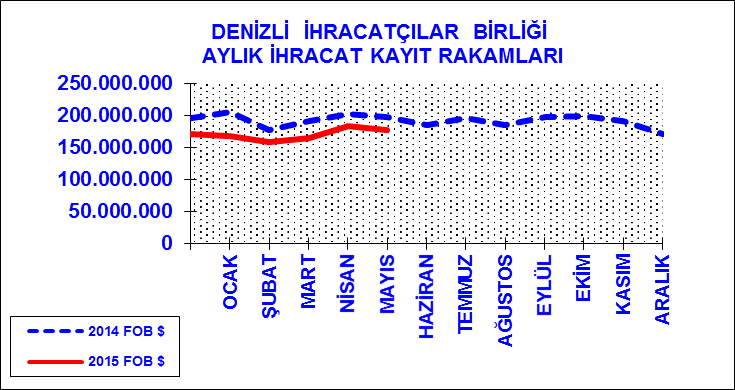 DENİZLİ İHRACATÇILAR BİRLİĞİ
AYLIK İHRACAT KAYIT RAKAMLARI
250.000.000
200.000.000
150.000.000
100.000.000
50.000.000
0
OCAK
ŞUBAT
MART
NİSAN
MAYIS
HAZİRAN
TEMMUZ
AĞUSTOS
EYLÜL
EKİM
KASIM
ARALIK
2014 FOB $
2015 FOB $